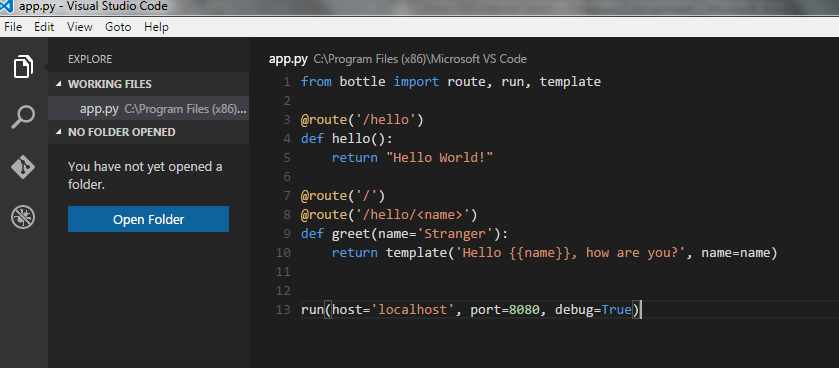 app.py - Visual Studio Code
File Edit View Goto Help
EXPLORE
WORKING FILES
app.py C:\Program Files (x86)...
NO FOLDER OPENED
You have not yet opened a
folder.
Open Folder
app.py C:\Program Files (x86)\Microsoft VS Code
1 from bottle import route, run, template
2
3 @route('/hello')
4 def hello():
5     return "Hello World!"
6
7 @route('/')
8 @route('/hello/<name>')
9 def greet(name='Stranger'):
10     return template('Hello {{name}}, how are you?', name=name)
11
12
13 run(host='localhost', port=8080, debug=True)